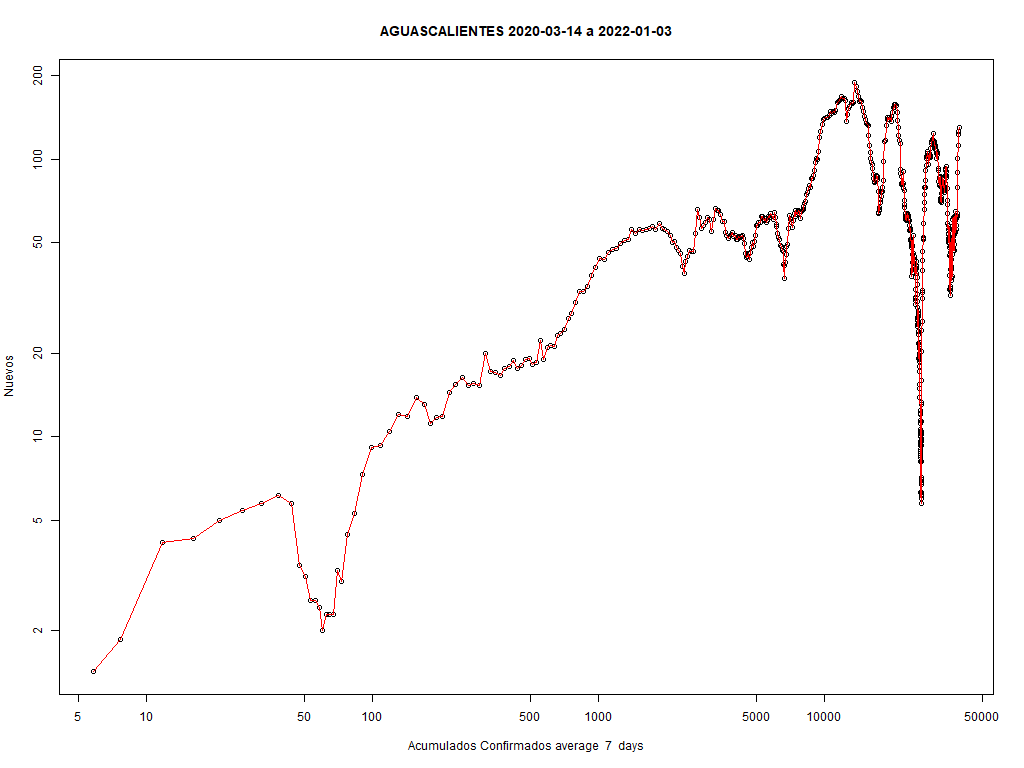 AGUASCALIENTES 2020-03-14 a 2022-01-03
Nuevos
200
100
50
20
10
5
2
5 10 50 100 500 1000 5000 10000 50000
Acumulados Confirmados average 7 days